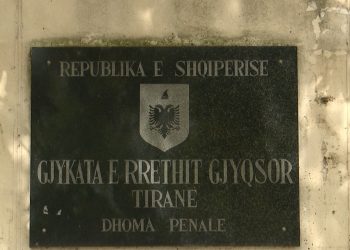 REPUBLIKA E SHQIPERISE
GJYKATA E RRETHIT GJYQSOR
TIRANE
DHOMA PENALE